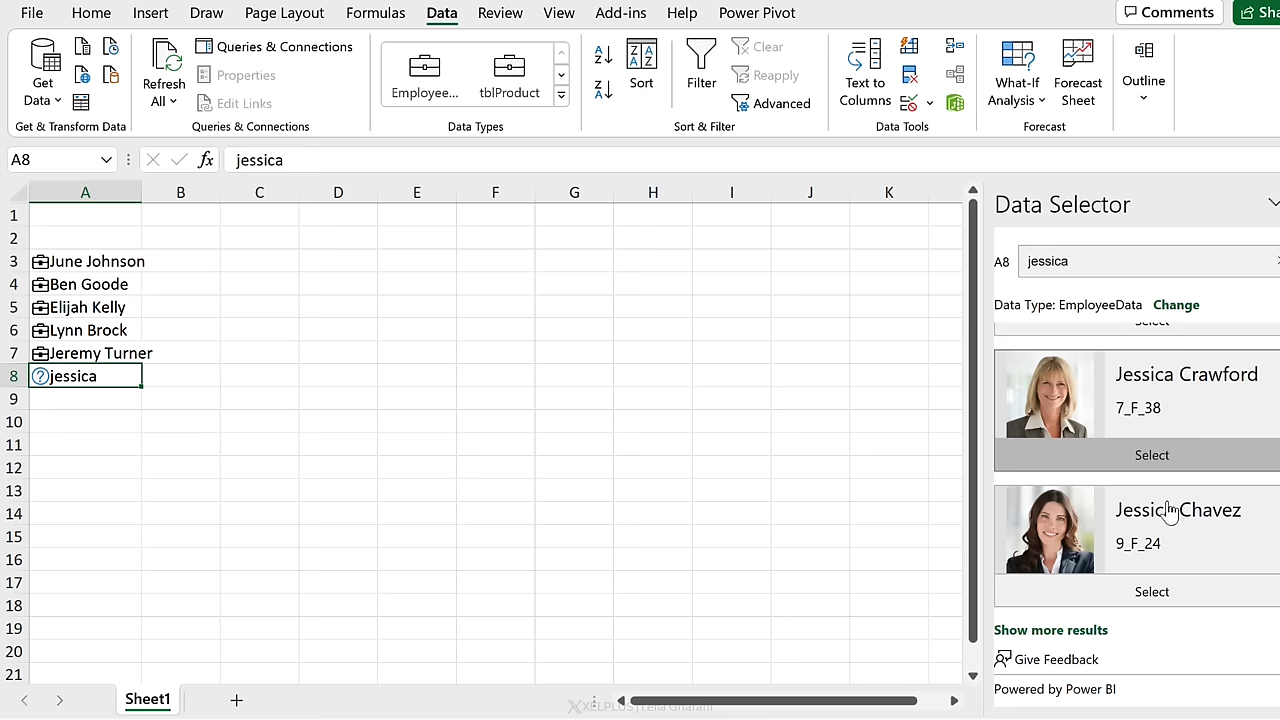 File Home Insert Draw Page Layout Formulas Data Review View Add-ins Help Power Pivot Comments Sha
Queries & Connections
Properties
Edit Links
Get
Data
Refresh
All
Employee... tblProduct
Sort
Filter
Clear
Reapply
Advanced
Text to
Columns
What-If
Analysis
Forecast
Sheet
Outline
Get & Transform Data Queries & Connections Data Types Sort & Filter Data Tools Forecast
A8 fx jessica
A B C D E F G H I J K
1
2
3 June Johnson
4 Ben Goode
5 Elijah Kelly
6 Lynn Brock
7 Jeremy Turner
8 ? jessica
9
10
11
12
13
14
15
16
17
18
19
20
21
Data Selector
A8 jessica
Data Type: EmployeeData Change
Select
Jessica Crawford
7_F_38
Select
Jessica Chavez
9_F_24
Select
Show more results
Give Feedback
Powered by Power BI
Sheet1
XELPLUS | Leila Gharani